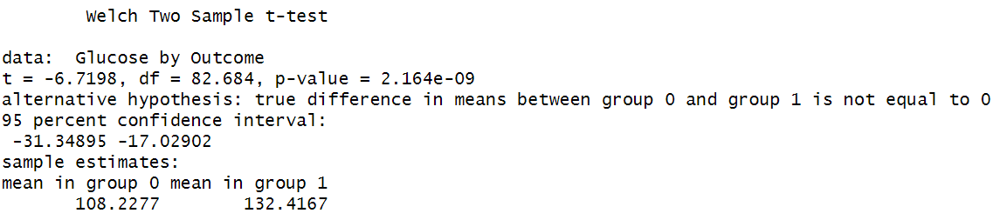 Welch Two Sample t-test
data:  Glucose by Outcome
t = -6.7198, df = 82.684, p-value = 2.164e-09
alternative hypothesis: true difference in means between group 0 and group 1 is not equal to 0
95 percent confidence interval:
 -31.34895 -17.02902
sample estimates:
mean in group 0 mean in group 1
       108.2277        132.4167